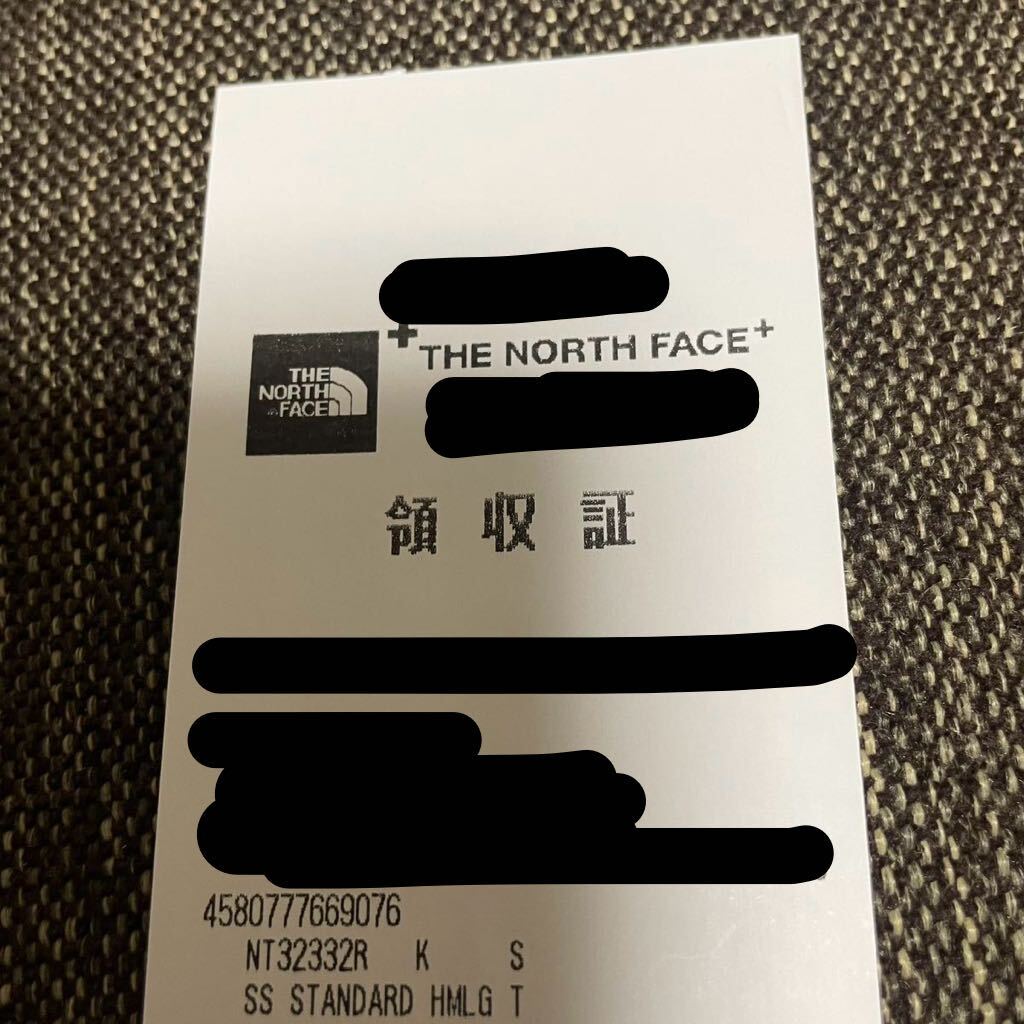 THE
NORTH
FACE
+THE NORTH FACE+
領収証
4580777669076
NT32332R K S
SS STANDARD HMLG T